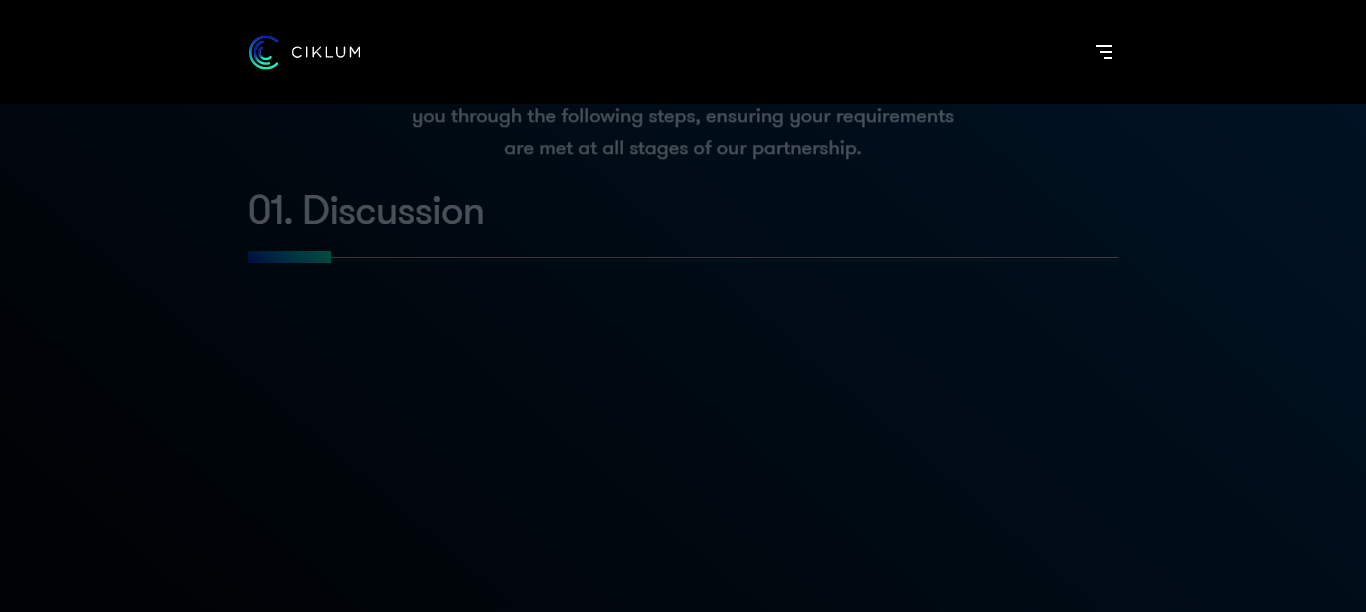 CIKLUM
you through the following steps, ensuring your requirements
are met at all stages of our partnership.
01. Discussion